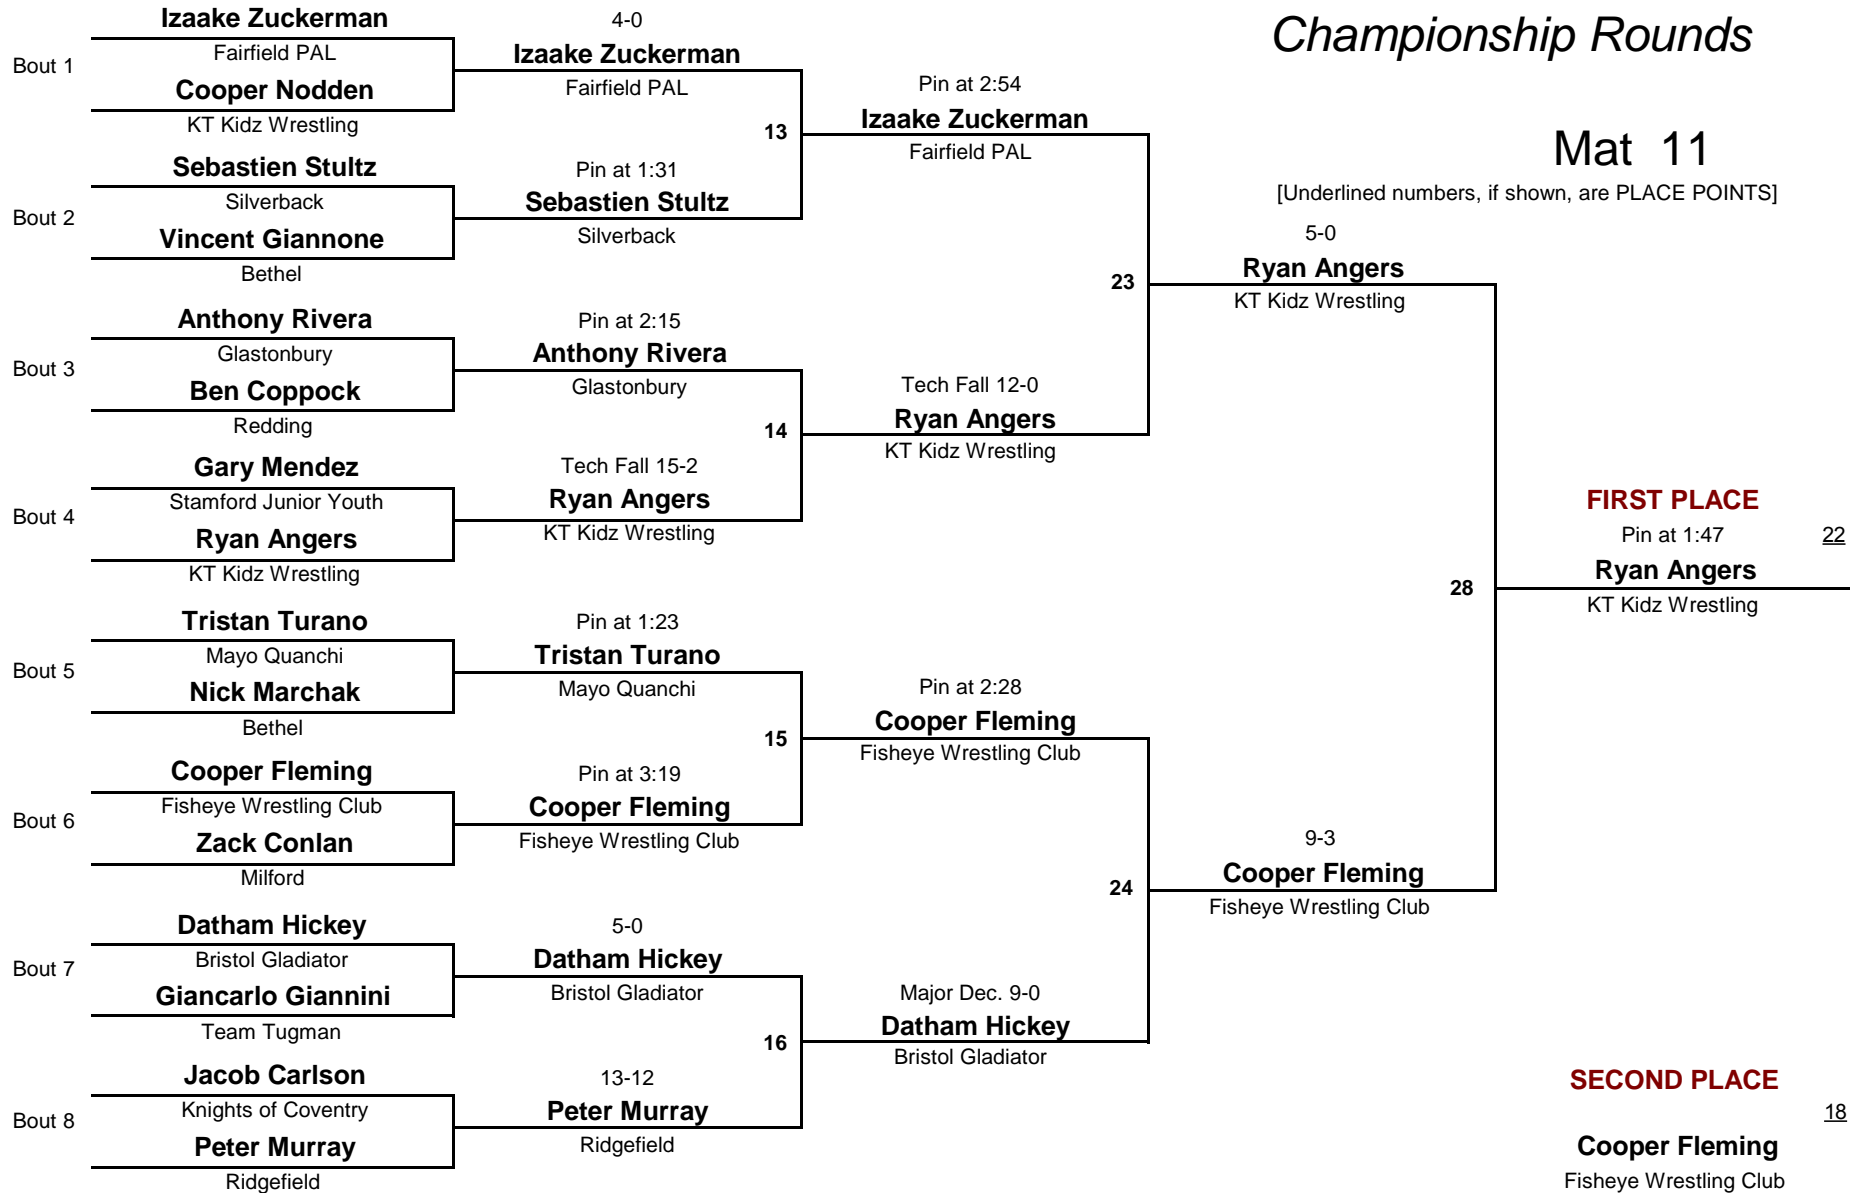 Championship Rounds
Mat 11
[Underlined numbers, if shown, are PLACE POINTS]
Bout 1
Izaake Zuckerman
Fairfield PAL
Cooper Nodden
KT Kidz Wrestling
Bout 2
Sebastien Stultz
Silverback
Vincent Giannone
Bethel
Bout 3
Anthony Rivera
Glastonbury
Ben Coppock
Redding
Bout 4
Gary Mendez
Stamford Junior Youth
Ryan Angers
KT Kidz Wrestling
Bout 5
Tristan Turano
Mayo Quanchi
Nick Marchak
Bethel
Bout 6
Cooper Fleming
Fisheye Wrestling Club
Zack Conlan
Milford
Bout 7
Datham Hickey
Bristol Gladiator
Giancarlo Giannini
Team Tugman
Bout 8
Jacob Carlson
Knights of Coventry
Peter Murray
Ridgefield
4-0
Izaake Zuckerman
Fairfield PAL
13
Pin at 1:31
Sebastien Stultz
Silverback
Pin at 2:15
Anthony Rivera
Glastonbury
14
Tech Fall 15-2
Ryan Angers
KT Kidz Wrestling
Pin at 1:23
Tristan Turano
Mayo Quanchi
15
Pin at 3:19
Cooper Fleming
Fisheye Wrestling Club
5-0
Datham Hickey
Bristol Gladiator
16
13-12
Peter Murray
Ridgefield
Pin at 2:54
Izaake Zuckerman
Fairfield PAL
23
Tech Fall 12-0
Ryan Angers
KT Kidz Wrestling
Pin at 2:28
Cooper Fleming
Fisheye Wrestling Club
24
Major Dec. 9-0
Datham Hickey
Bristol Gladiator
5-0
Ryan Angers
KT Kidz Wrestling
28
9-3
Cooper Fleming
Fisheye Wrestling Club
FIRST PLACE
Pin at 1:47 22
Ryan Angers
KT Kidz Wrestling
SECOND PLACE
18
Cooper Fleming
Fisheye Wrestling Club